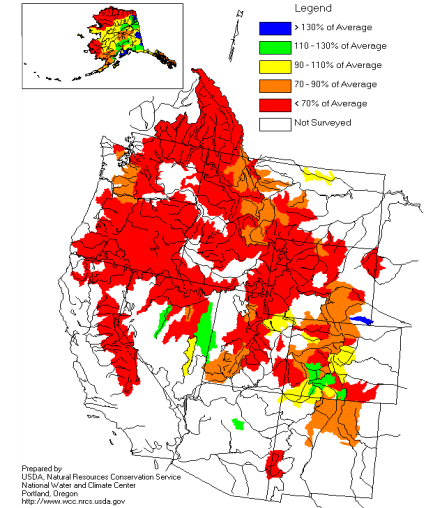 Legend
> 130% of Average
110 - 130% of Average
90 - 110% of Average
70 - 90% of Average
< 70% of Average
Not Surveyed
Prepared by
USDA, Natural Resources Conservation Service
National Water and Climate Center
Portland, Oregon
http://www.wcc.nrcs.usda.gov